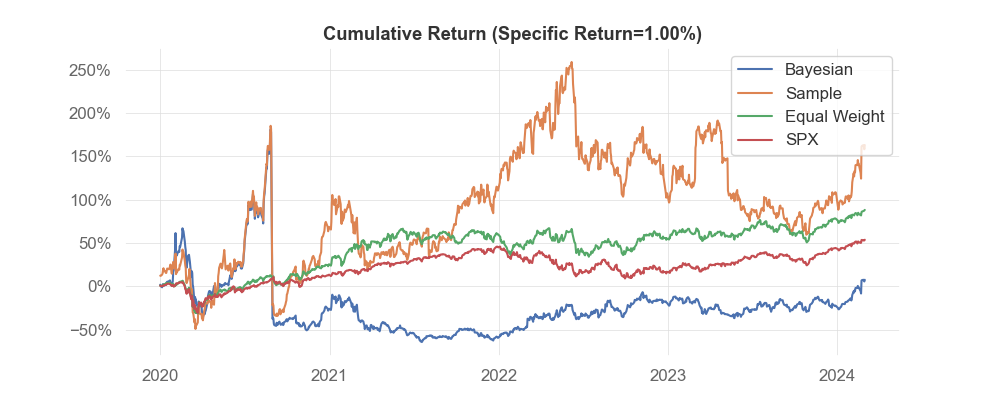 Cumulative Return (Specific Return=1.00%)
250%
200%
150%
100%
50%
0%
−50%
Bayesian
Sample
Equal Weight
SPX
2020
2021
2022
2023
2024